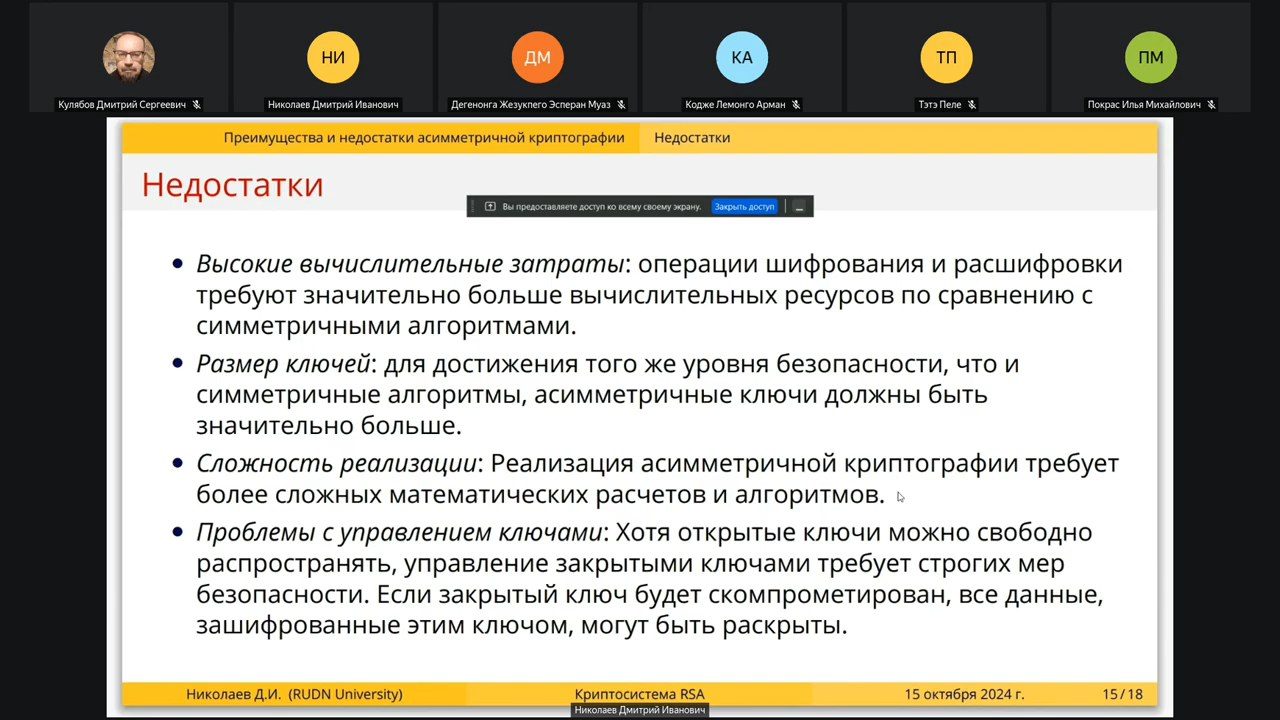 НИ
ДМ
КА
ТП
ПМ
Кулябов Дмитрий Сергеевич
Николаев Дмитрий Иванович
Дегенонга Жезукпего Эсперан Муаз
Кодже Лемонго Арман
Тэтэ Пеле
Покрас Илья Михайлович
Преимущества и недостатки асимметричной криптографии
Недостатки
Недостатки
Вы предоставляете доступ ко всему своему экрану.
Закрыть доступ
Высокие вычислительные затраты: операции шифрования и расшифровки
требуют значительно больше вычислительных ресурсов по сравнению с
симметричными алгоритмами.
Размер ключей: для достижения того же уровня безопасности, что и
симметричные алгоритмы, асимметричные ключи должны быть
значительно больше.
Сложность реализации: Реализация асимметричной криптографии требует
более сложных математических расчетов и алгоритмов.
Проблемы с управлением ключами: Хотя открытые ключи можно свободно
распространять, управление закрытыми ключами требует строгих мер
безопасности. Если закрытый ключ будет скомпрометирован, все данные,
зашифрованные этим ключом, могут быть раскрыты.
Николаев Д.И. (RUDN University)
Криптосистема RSA
15 октября 2024 г.
15 / 18
Николаев Дмитрий Иванович